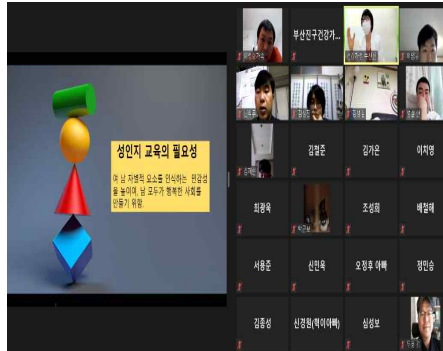 성인지 교육의 필요성
여 남 차별적 요소를 인식하는 민감성
을 높이며, 남 모두가 행복한 사회를
만들기 위함.
부산진구건강가...
김철준
김가온
이치영
최광욱
조성희
배철해
서용준
신민욱
오정후 아빠
정민승
김종성
신경원(혁이아빠)
심성보